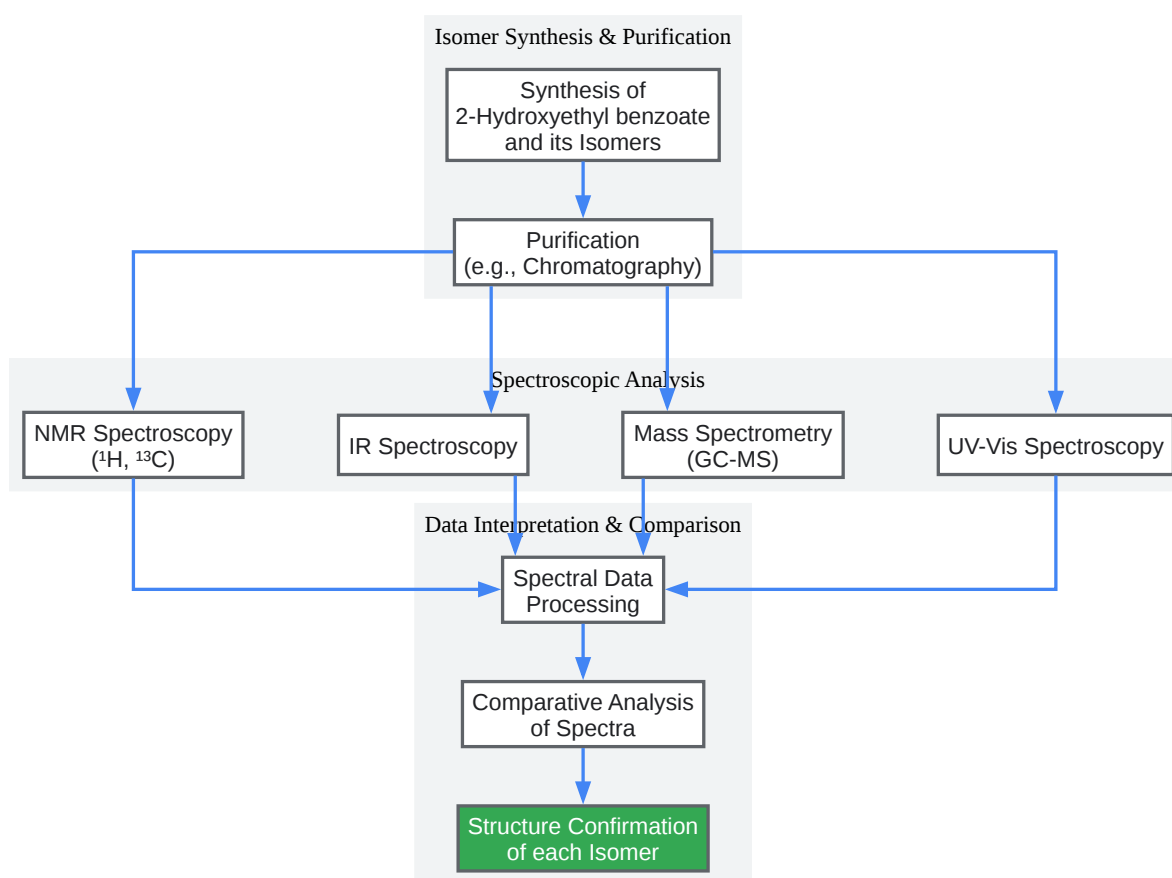 Isomer Synthesis & Purification
Synthesis of
2-Hydroxyethyl benzoate
and its Isomers
Purification
(e.g., Chromatography)
Spectroscopic Analysis
NMR Spectroscopy
(¹H, ¹³C)
IR Spectroscopy
Mass Spectrometry
(GC-MS)
UV-Vis Spectroscopy
Data Interpretation & Comparison
Spectral Data
Processing
Comparative Analysis
of Spectra
Structure Confirmation
of each Isomer